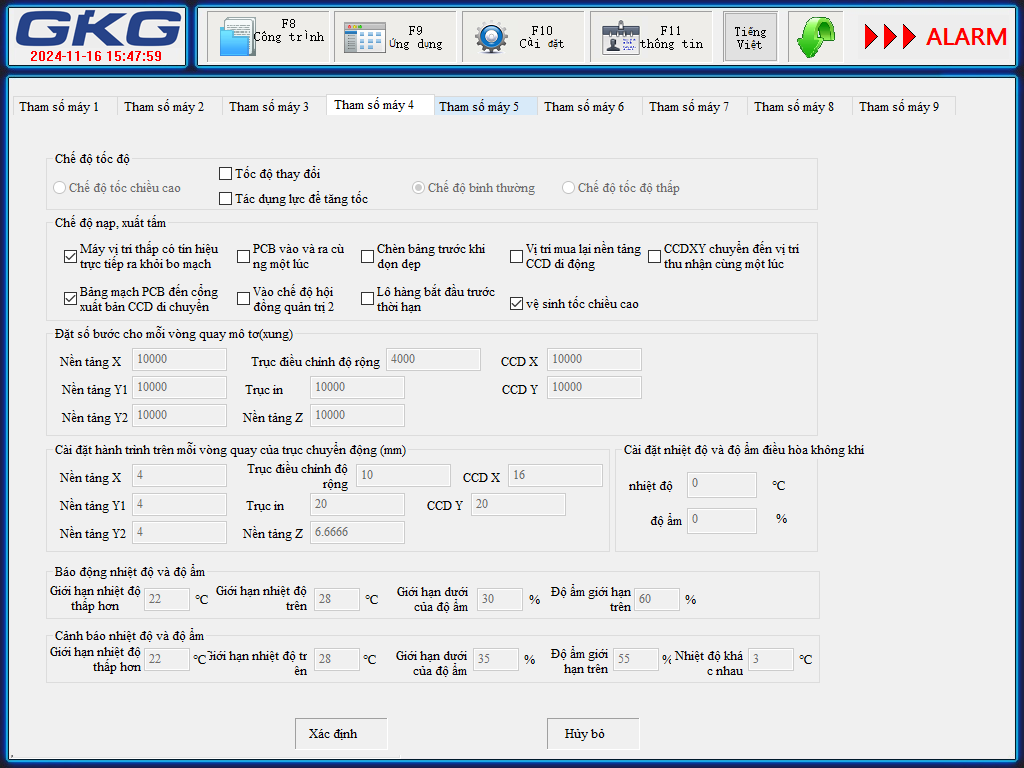 GKG
2024-11-16 15:47:59
F8
Công trình
F9
Ứng dụng
F10
Cài đặt
F11
thông tin
Tiếng
Việt
ALARM
Tham số máy 1
Tham số máy 2
Tham số máy 3
Tham số máy 4
Tham số máy 5
Tham số máy 6
Tham số máy 7
Tham số máy 8
Tham số máy 9
Chế độ tốc độ
Chế độ tốc chiều cao
Tốc độ thay đổi
Tác dụng lực để tăng tốc
Chế độ bình thường
Chế độ tốc độ thấp
Chế độ nạp, xuất tấm
Máy vị trí thấp có tín hiệu
trực tiếp ra khỏi bo mạch
PCB vào và ra cù
ng một lúc
Chèn bảng trước khi
dọn dẹp
Vị trí mua lại nền tảng
CCD di động
CCDXY chuyển đến vị trí
thu nhận cùng một lúc
Bảng mạch PCB đến cổng
xuất bản CCD di chuyển
Vào chế độ hội
đồng quản trị 2
Lô hàng bắt đầu trước
thời hạn
vệ sinh tốc chiều cao
Đặt số bước cho mỗi vòng quay mô tơ(xung)
Nền tảng X 10000
Trục điều chỉnh độ rộng 4000
CCD X 10000
Nền tảng Y1 10000
Trục in 10000
CCD Y 10000
Nền tảng Y2 10000
Nền tảng Z 10000
Cài đặt hành trình trên mỗi vòng quay của trục chuyển động (mm)
Nền tảng X 4
Trục điều chỉnh độ
rộng 10
CCD X 16
Nền tảng Y1 4
Trục in 20
CCD Y 20
Nền tảng Y2 4
Nền tảng Z 6.6666
Cài đặt nhiệt độ và độ ẩm điều hòa không khí
nhiệt độ 0 ℃
độ ẩm 0 %
Báo động nhiệt độ và độ ẩm
Giới hạn nhiệt độ
thấp hơn 22 ℃
Giới hạn nhiệt độ
trên 28 ℃
Giới hạn dưới
của độ ẩm 30 %
Độ ẩm giới hạn
trên 60 %
Cảnh báo nhiệt độ và độ ẩm
Giới hạn nhiệt độ
thấp hơn 22 ℃
Giới hạn nhiệt độ tr
ên 28 ℃
Giới hạn dưới
của độ ẩm 35 %
Độ ẩm giới
hạn trên 55 %
Nhiệt độ khá
c nhau 3 ℃
Xác định
Hủy bỏ